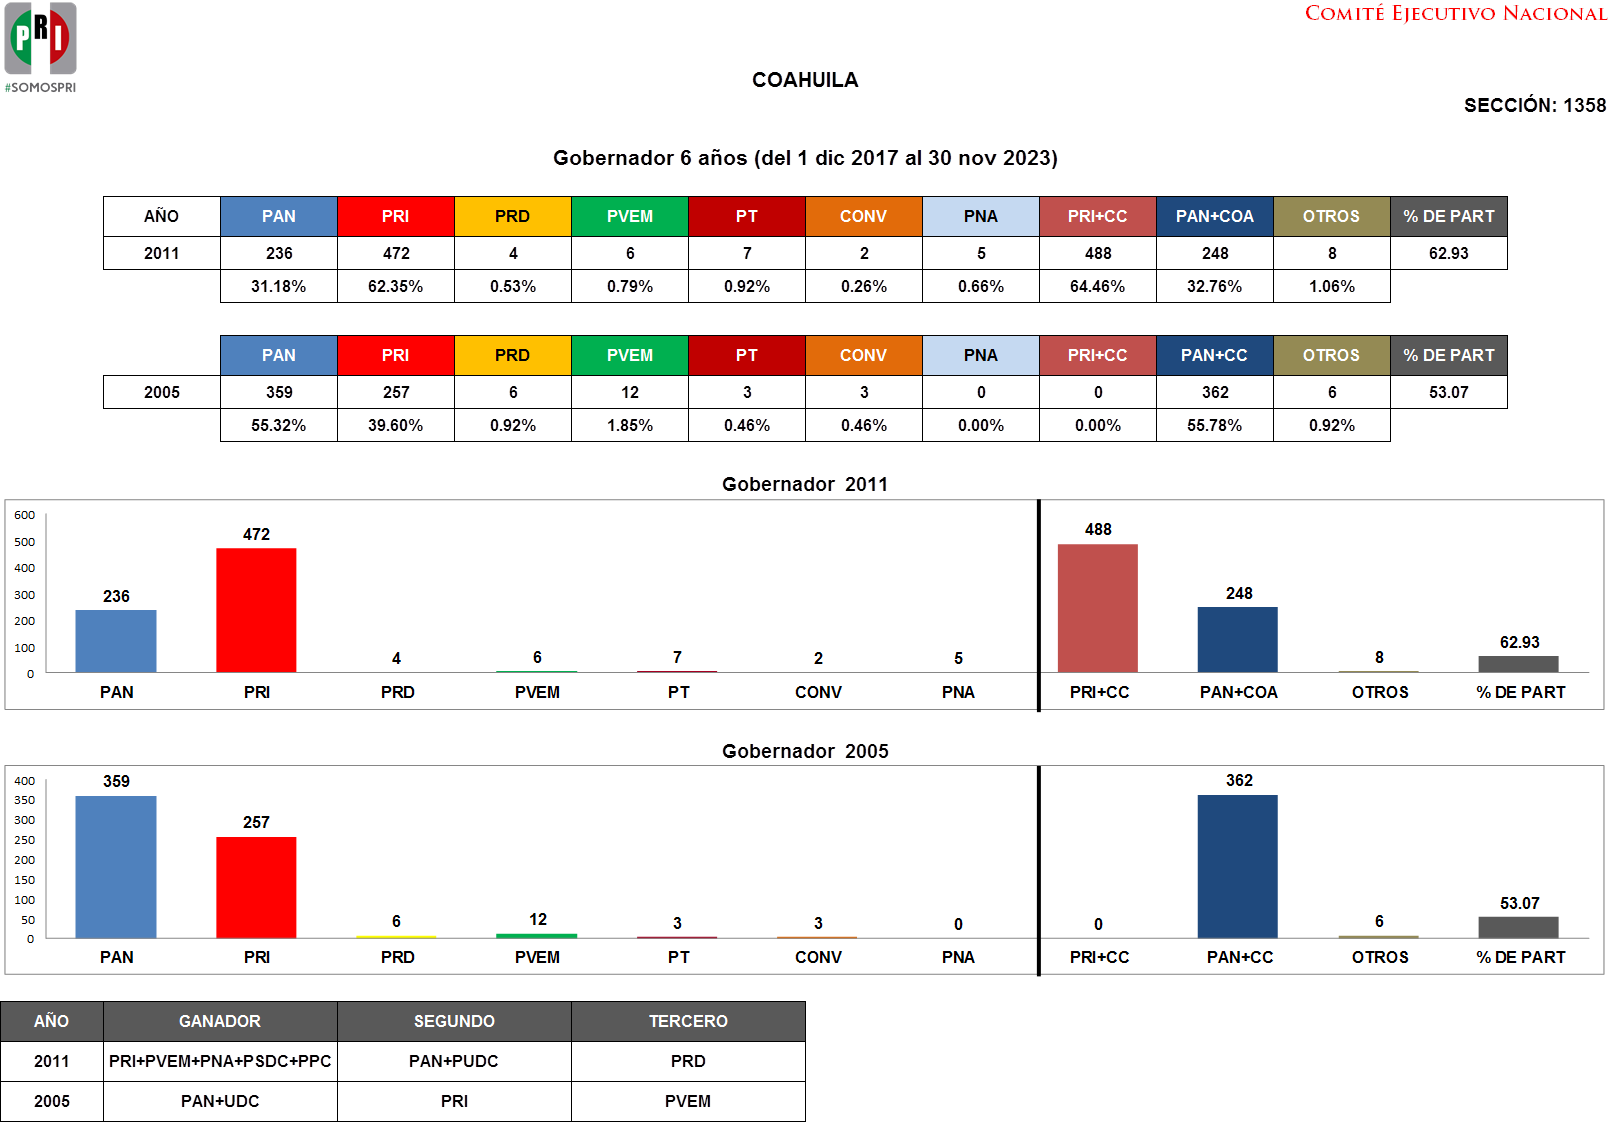 PRI
#SOMOSPRI
COMITÉ EJECUTIVO NACIONAL
COAHUILA
SECCIÓN: 1358
Gobernador 6 años (del 1 dic 2017 al 30 nov 2023)
AÑO PAN PRI PRD PVEM PT CONV PNA PRI+CC PAN+COA OTROS % DE PART
2011 236 472 4 6 7 2 5 488 248 8 62.93
31.18% 62.35% 0.53% 0.79% 0.92% 0.26% 0.66% 64.46% 32.76% 1.06%
PAN PRI PRD PVEM PT CONV PNA PRI+CC PAN+CC OTROS % DE PART
2005 359 257 6 12 3 3 0 0 362 6 53.07
55.32% 39.60% 0.92% 1.85% 0.46% 0.46% 0.00% 0.00% 55.78% 0.92%
Gobernador 2011
600
500
400
300
200
100
0
236 472 4 6 7 2 5 488 248 8 62.93
PAN PRI PRD PVEM PT CONV PNA PRI+CC PAN+COA OTROS % DE PART
Gobernador 2005
400
350
300
250
200
150
100
50
0
359 257 6 12 3 3 0 0 362 6 53.07
PAN PRI PRD PVEM PT CONV PNA PRI+CC PAN+CC OTROS % DE PART
AÑO GANADOR SEGUNDO TERCERO
2011 PRI+PVEM+PNA+PSDC+PPC PAN+PUDC PRD
2005 PAN+UDC PRI PVEM